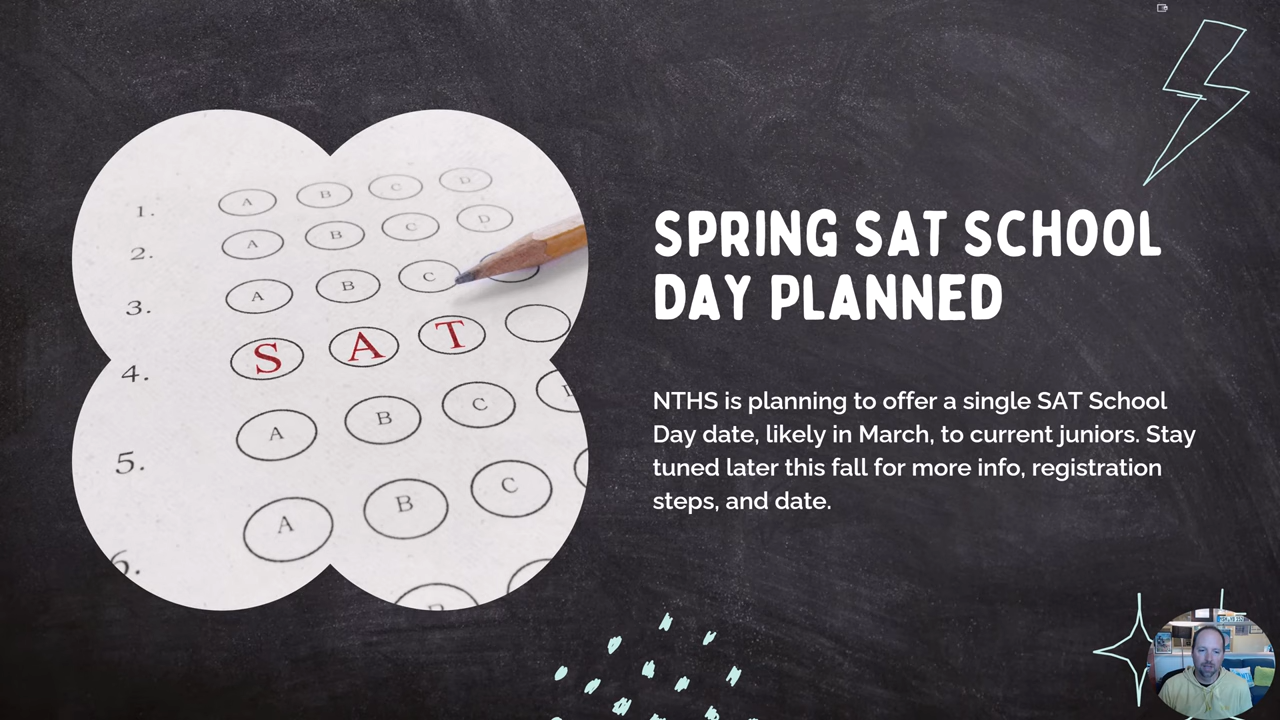 1. A B C D
2. A B C D
3. A B C
4. S A T
5. A B C
6. A B C
SPRING SAT SCHOOL
DAY PLANNED
NTHS is planning to offer a single SAT School
Day date, likely in March, to current juniors. Stay
tuned later this fall for more info, registration
steps, and date.